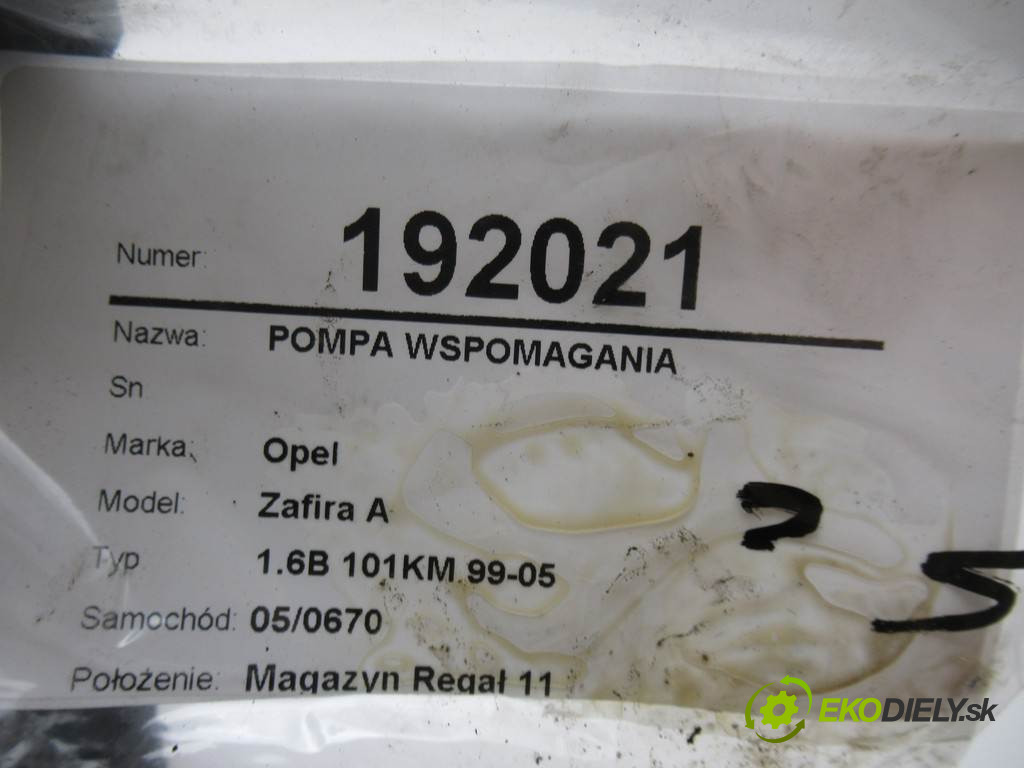 Numer: 192021
Nazwa: POMPA WSPOMAGANIA
Sn
Marka: Opel
Model: Zafira A
Typ 1.6B 101KM 99-05
Samochód: 05/0670
Położenie: Magazyn Regał 11
5
EKODIELY.sk